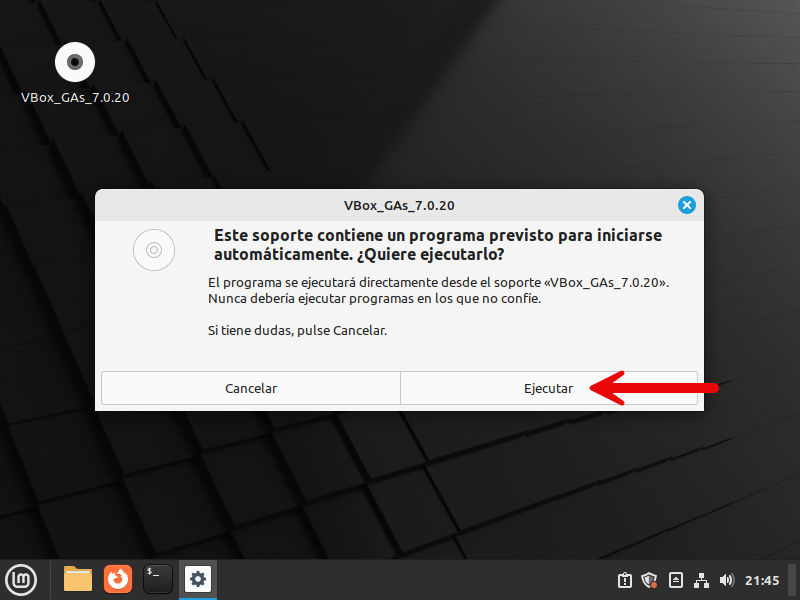 VBox_GAs_7.0.20
VBox_GAs_7.0.20
Este soporte contiene un programa previsto para iniciarse
automáticamente. ¿Quiere ejecutarlo?
El programa se ejecutará directamente desde el soporte «VBox_GAs_7.0.20».
Nunca debería ejecutar programas en los que no confíe.
Si tiene dudas, pulse Cancelar.
Cancelar
Ejecutar
lm
$_
21:45